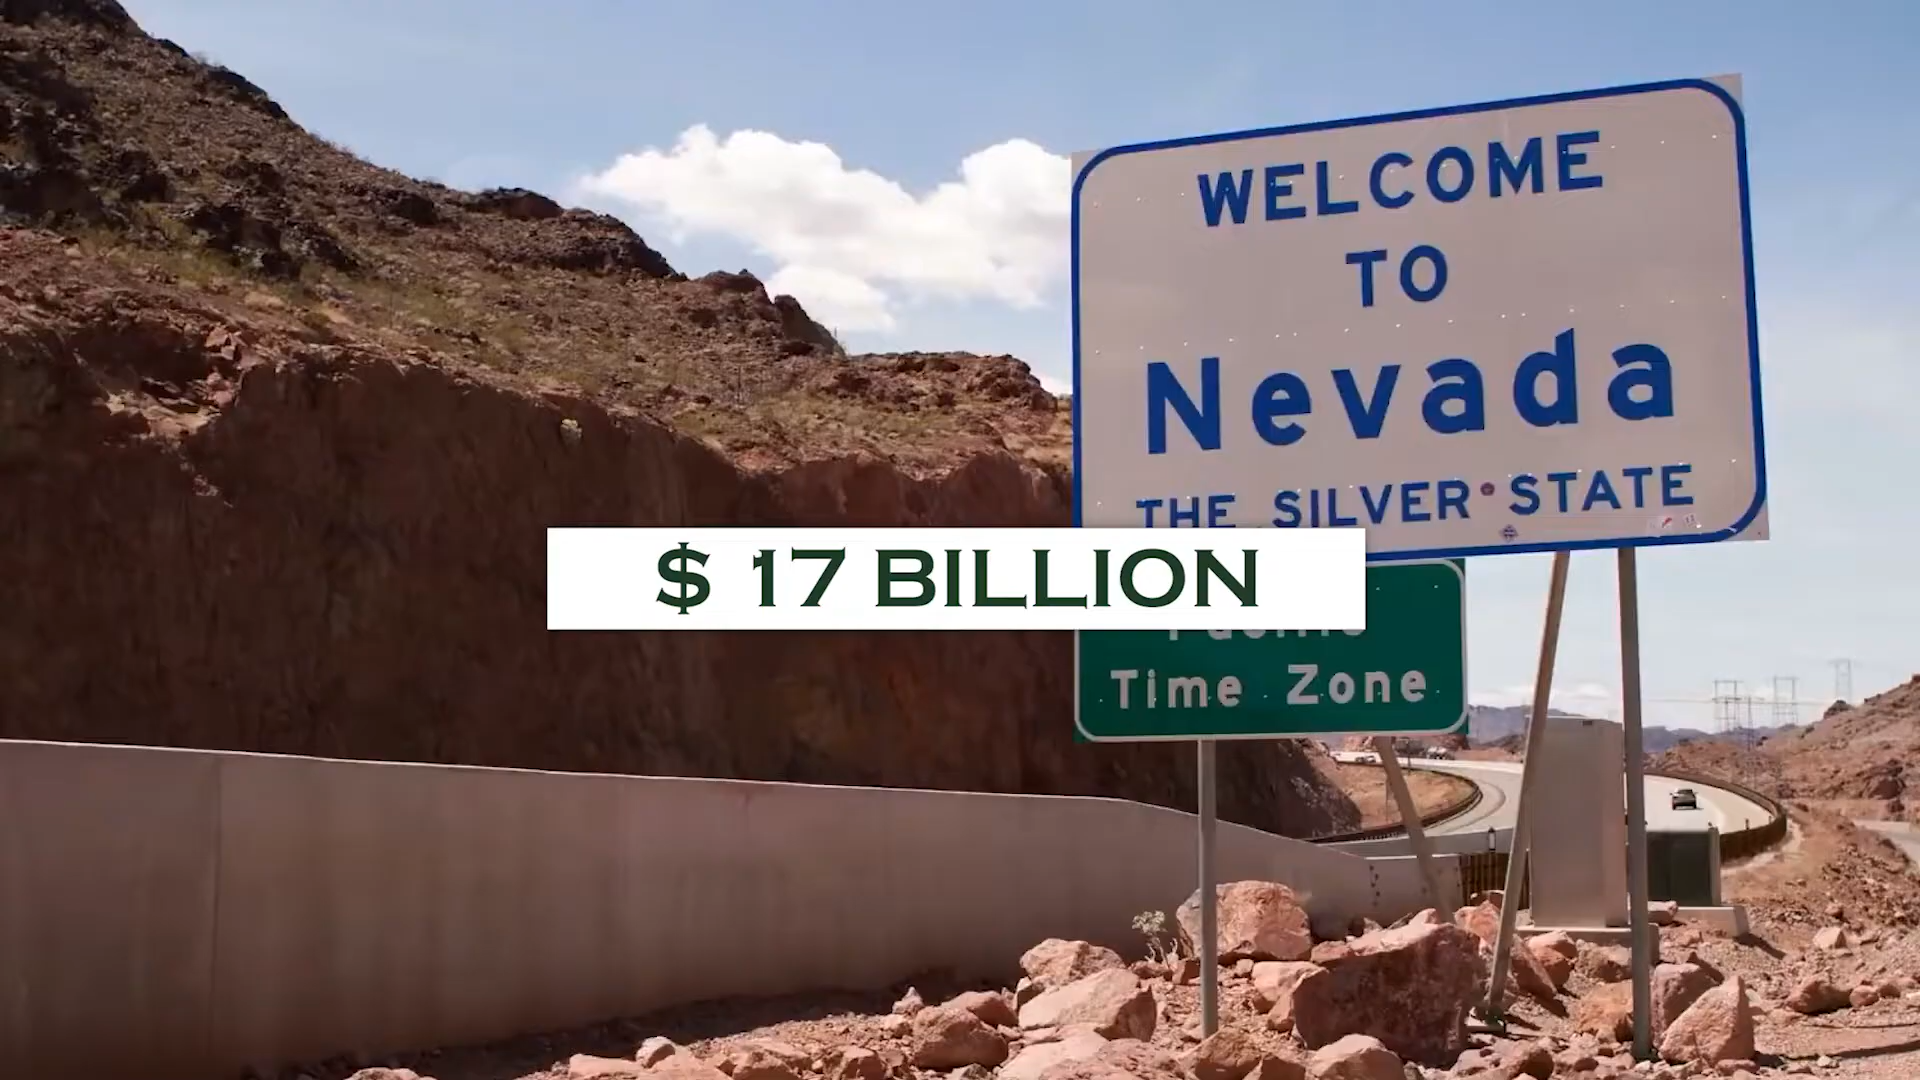 WELCOME
TO
Nevada
THE SILVER STATE
$ 17 BILLION
Time Zone